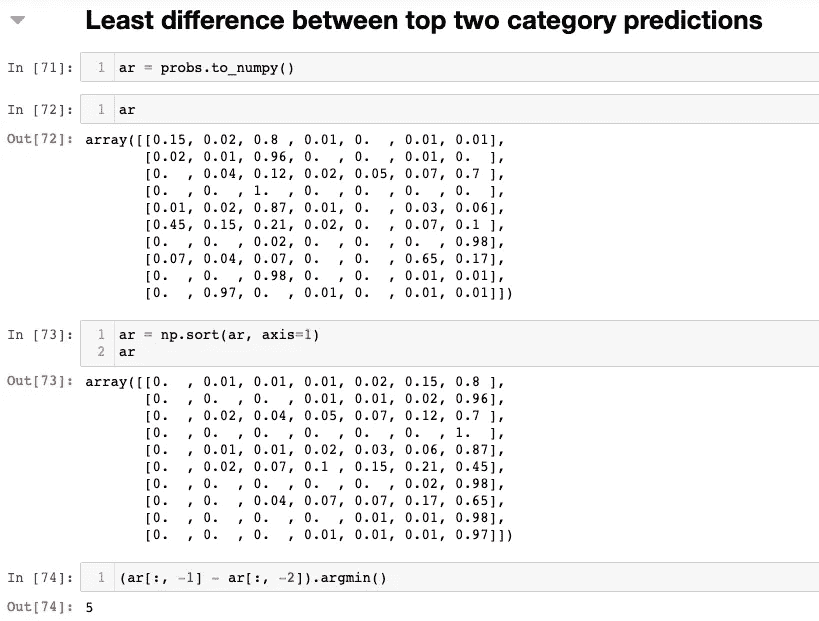 Least difference between top two category predictions
In [71]: 1 ar = probs.to_numpy()
In [72]: 1 ar
Out[72]: array([[0.15, 0.02, 0.8 , 0.01, 0.  , 0.01, 0.01],
[0.02, 0.01, 0.96, 0.  , 0.  , 0.01, 0.  ],
[0.  , 0.04, 0.12, 0.02, 0.05, 0.07, 0.7 ],
[0.  , 0.  , 1.  , 0.  , 0.  , 0.  , 0.  ],
[0.01, 0.02, 0.87, 0.01, 0.  , 0.03, 0.06],
[0.45, 0.15, 0.21, 0.02, 0.  , 0.07, 0.1 ],
[0.  , 0.  , 0.02, 0.  , 0.  , 0.  , 0.98],
[0.07, 0.04, 0.07, 0.  , 0.  , 0.65, 0.17],
[0.  , 0.  , 0.98, 0.  , 0.  , 0.01, 0.01],
[0.  , 0.97, 0.  , 0.01, 0.  , 0.01, 0.01]])
In [73]: 1 ar = np.sort(ar, axis=1)
2 ar
Out[73]: array([[0.  , 0.01, 0.01, 0.01, 0.02, 0.15, 0.8 ],
[0.  , 0.  , 0.  , 0.01, 0.01, 0.02, 0.96],
[0.  , 0.02, 0.04, 0.05, 0.07, 0.12, 0.7 ],
[0.  , 0.  , 0.  , 0.  , 0.  , 0.  , 1.  ],
[0.  , 0.01, 0.01, 0.02, 0.03, 0.06, 0.87],
[0.  , 0.02, 0.07, 0.1 , 0.15, 0.21, 0.45],
[0.  , 0.  , 0.  , 0.  , 0.  , 0.02, 0.98],
[0.  , 0.  , 0.04, 0.07, 0.07, 0.17, 0.65],
[0.  , 0.  , 0.  , 0.  , 0.01, 0.01, 0.98],
[0.  , 0.  , 0.  , 0.01, 0.01, 0.01, 0.97]])
In [74]: 1 (ar[:, -1] - ar[:, -2]).argmin()
Out[74]: 5